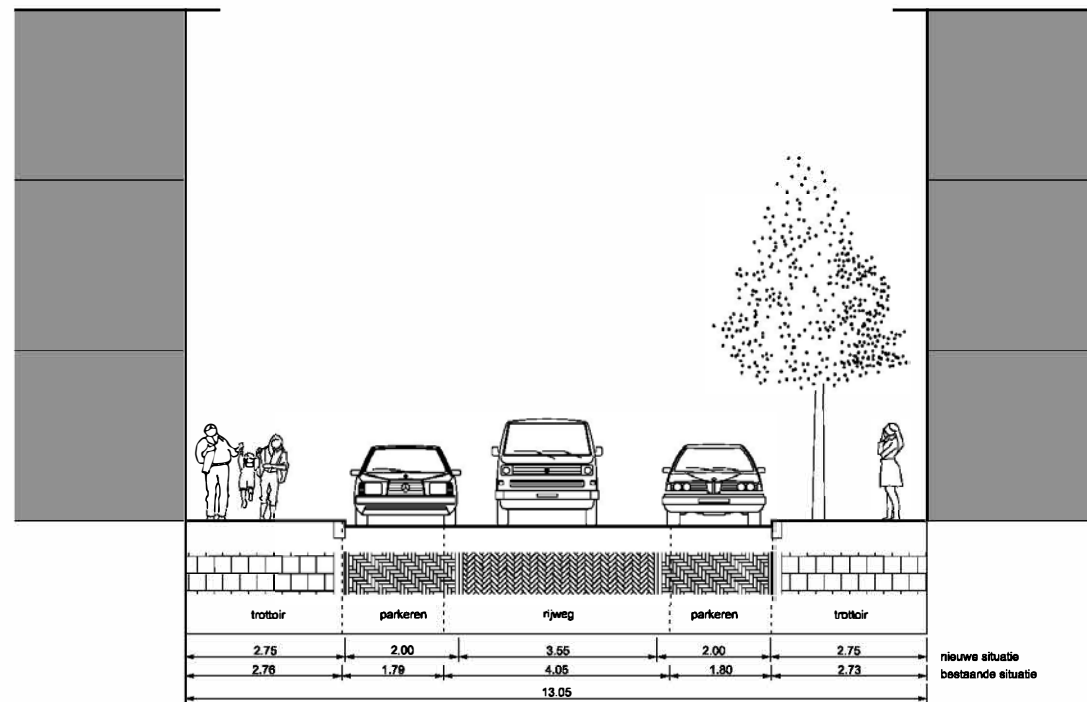 trottoir parkeren rijweg parkeren trottoir
2.75 2.00 3.55 2.00 2.75 nieuwe situatie
2.76 1.79 4.05 1.80 2.73 bestaande situatie
13.05